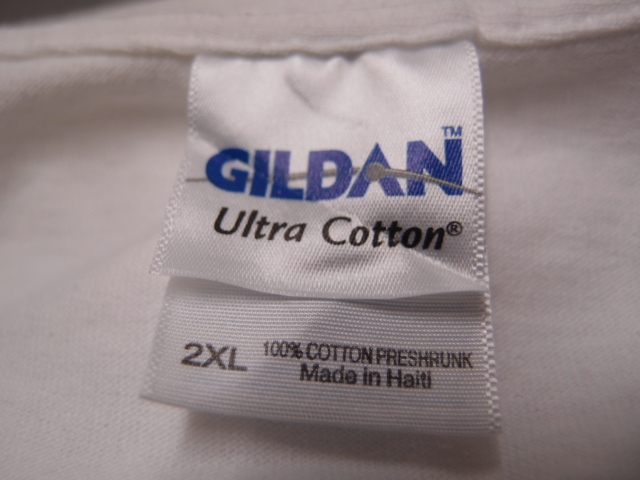 GILDAN™
Ultra Cotton®
2XL 100% COTTON PRESHRUNK
Made in Haiti